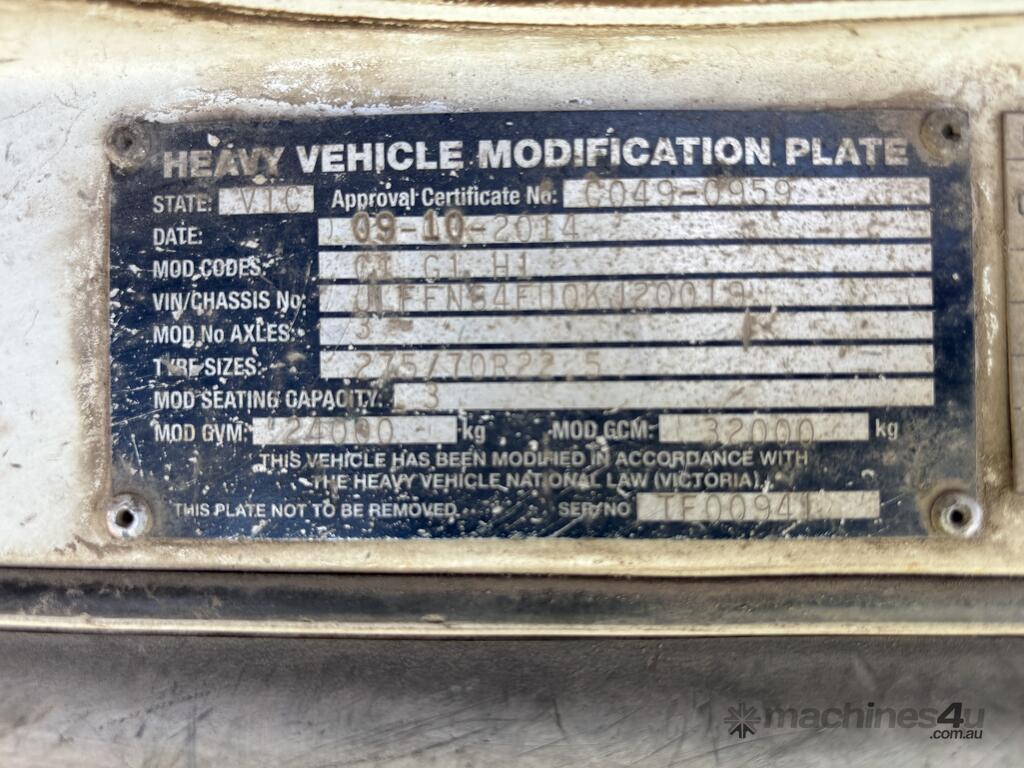 HEAVY VEHICLE MODIFICATION PLATE
STATE: VIC Approval Certificate No: C049-0959
DATE: 09-10-2014
MOD CODES: C1 G1 H1
VIN/CHASSIS No:
MOD No AXLES: 3
TYRE SIZES: 275/70R22.5
MOD SEATING CAPACITY: 3
MOD GVM: 24000 kg MOD GCM: 32000 kg
THIS VEHICLE HAS BEEN MODIFIED IN ACCORDANCE WITH
THE HEAVY VEHICLE NATIONAL LAW (VICTORIA).
THIS PLATE NOT TO BE REMOVED SER/NO TF00941
machines4u
.com.au